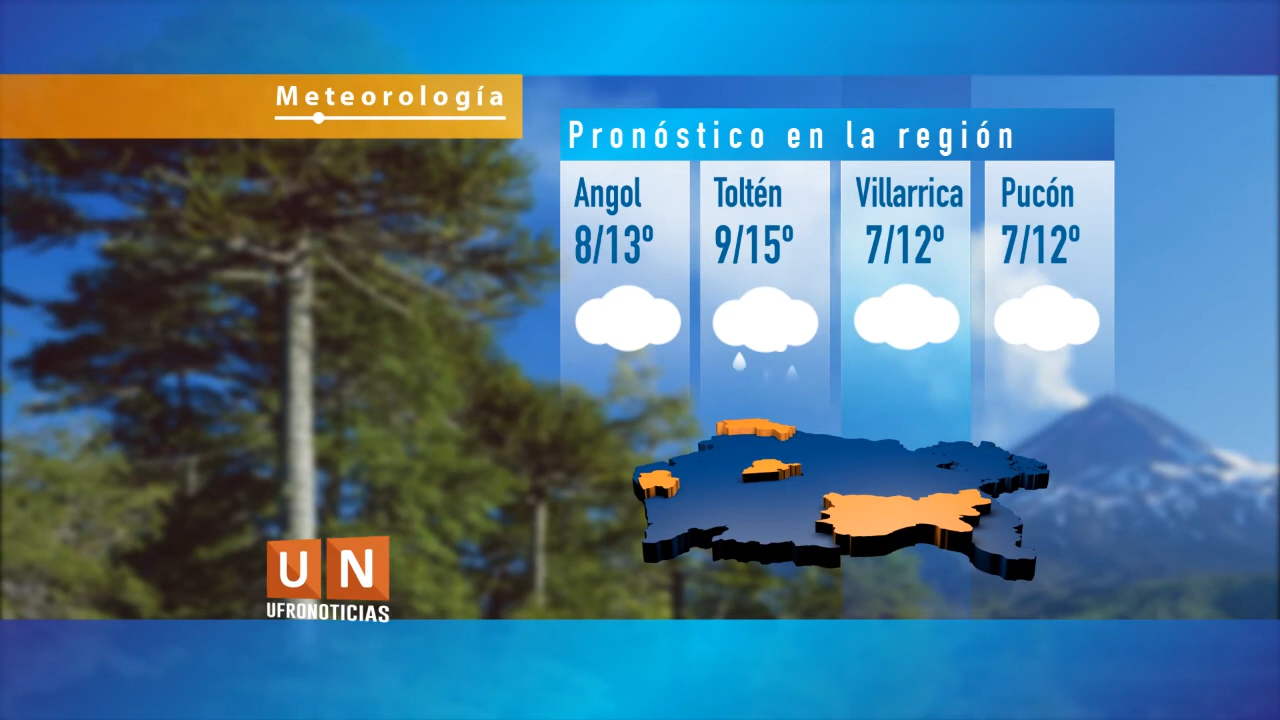 Meteorología
Pronóstico en la región
Angol
8/13º
Toltén
9/15º
Villarrica
7/12º
Pucón
7/12º
UN
UFRONOTICIAS